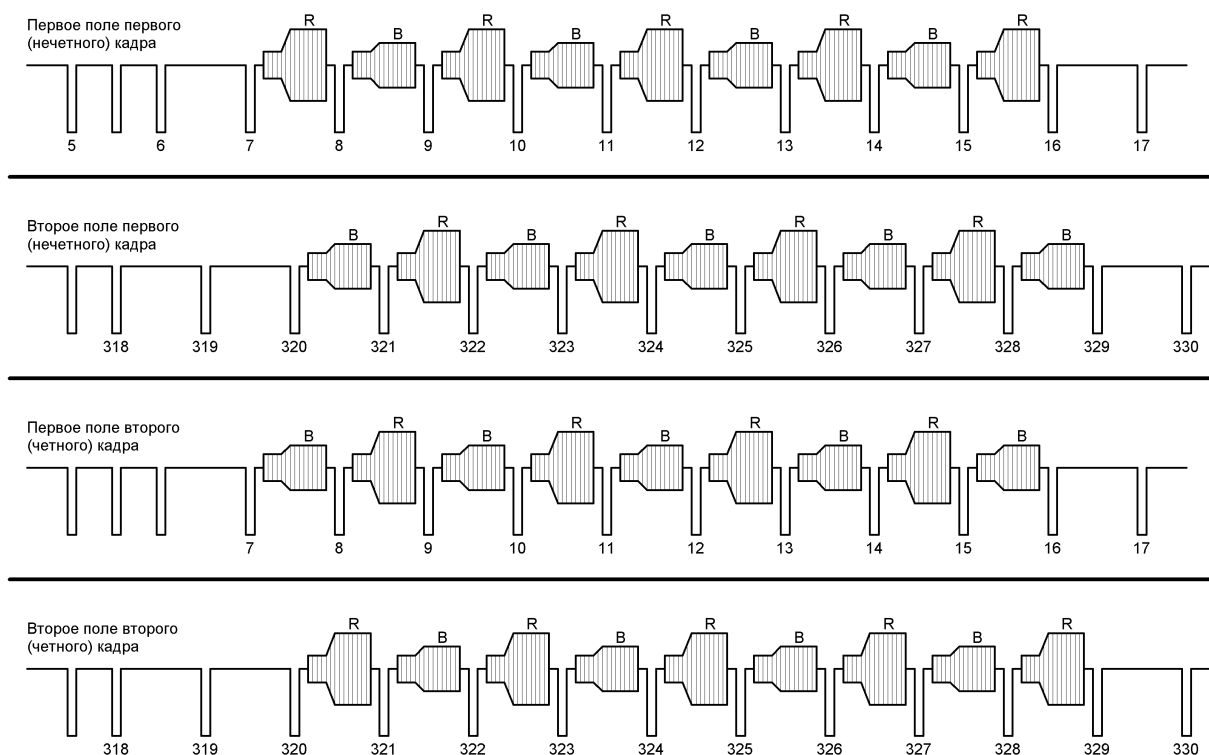 Первое поле первого
(нечетного) кадра
R B R B R B R B R
5 6 7 8 9 10 11 12 13 14 15 16 17
Второе поле первого
(нечетного) кадра
B R B R B R B R B
318 319 320 321 322 323 324 325 326 327 328 329 330
Первое поле второго
(четного) кадра
B R B R B R B R B
7 8 9 10 11 12 13 14 15 16 17
Второе поле второго
(четного) кадра
R B R B R B R B R
318 319 320 321 322 323 324 325 326 327 328 329 330